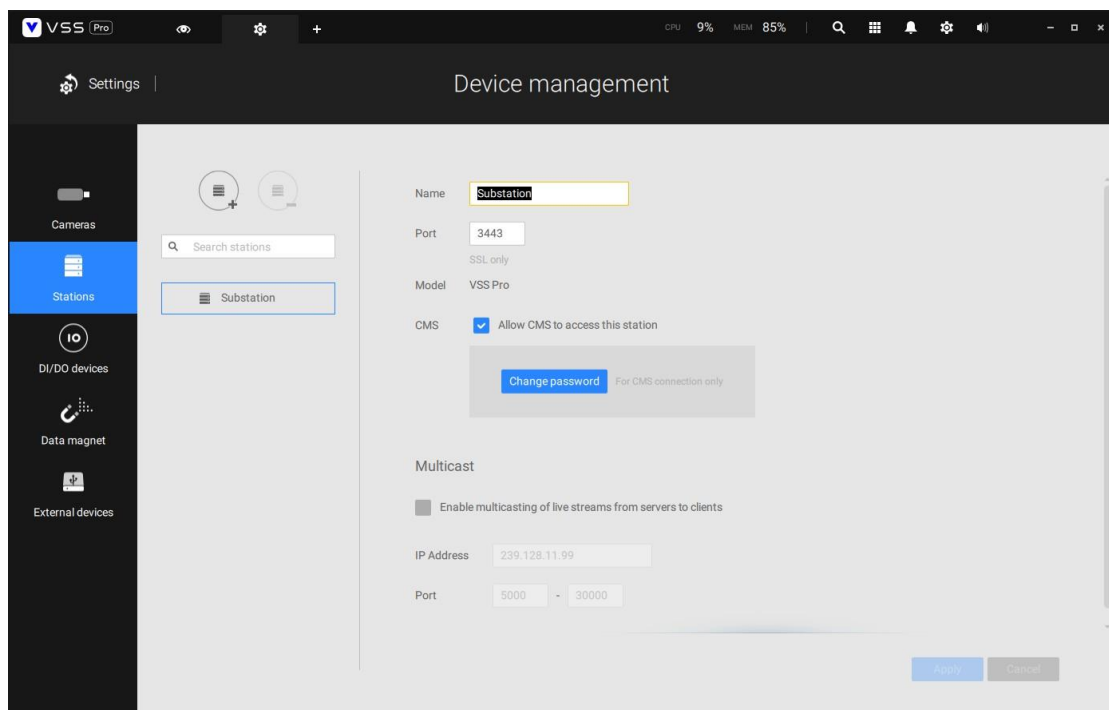 VSS Pro
CPU 9% MEM 85%
Settings
Device management
Cameras
Stations
IO
DI/DO devices
Data magnet
External devices
Search stations
Substation
Name Substation
Port 3443
SSL only
Model VSS Pro
CMS Allow CMS to access this station
Change password For CMS connection only
Multicast
Enable multicasting of live streams from servers to clients
IP Address 239.128.11.99
Port 5000 - 30000
Apply Cancel